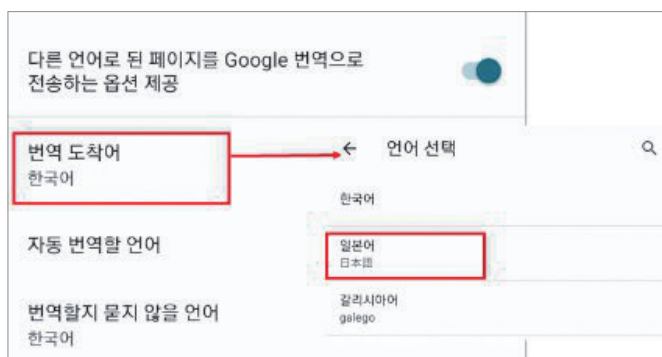 다른 언어로 된 페이지를 Google 번역으로
전송하는 옵션 제공
번역 도착어
한국어
자동 번역할 언어
번역할지 묻지 않을 언어
한국어
언어 선택
한국어
일본어
日本語
갈리시아어
galego